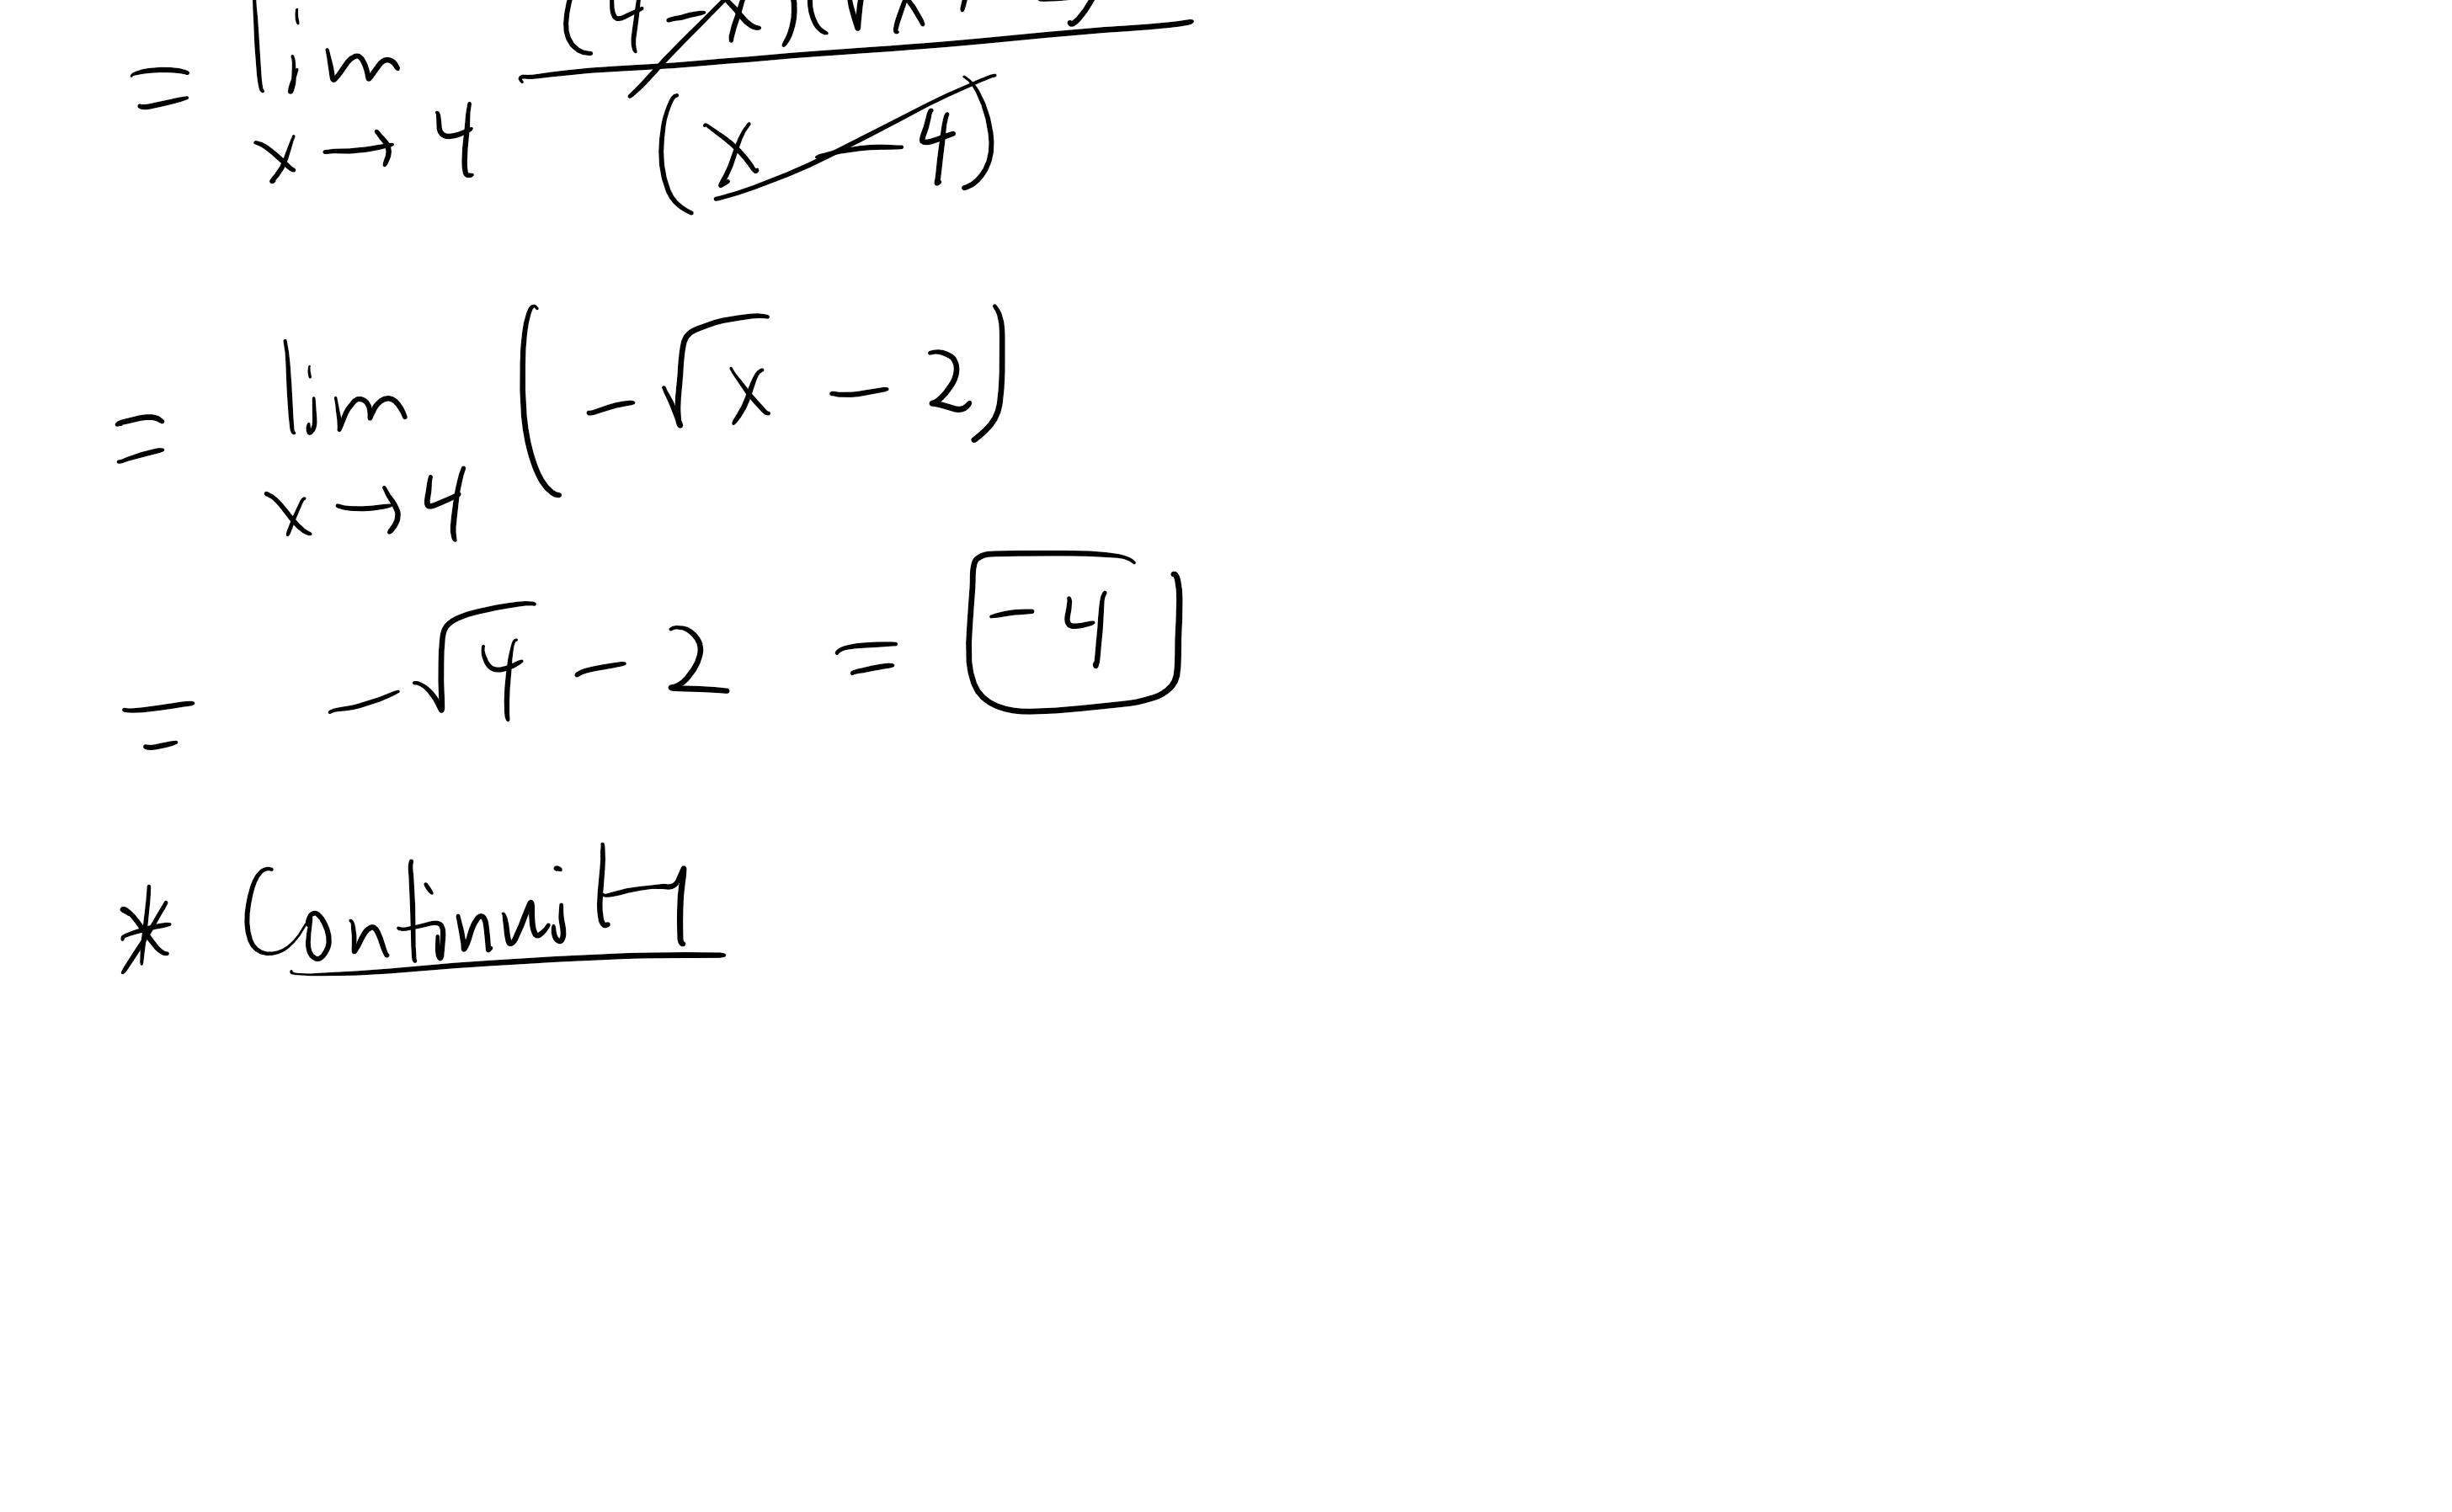 = lim x→4 (4-x)(√x + 2) / (x - 4)
= lim x→4 (-√x - 2)
= -√4 - 2 = -4
* Continuity